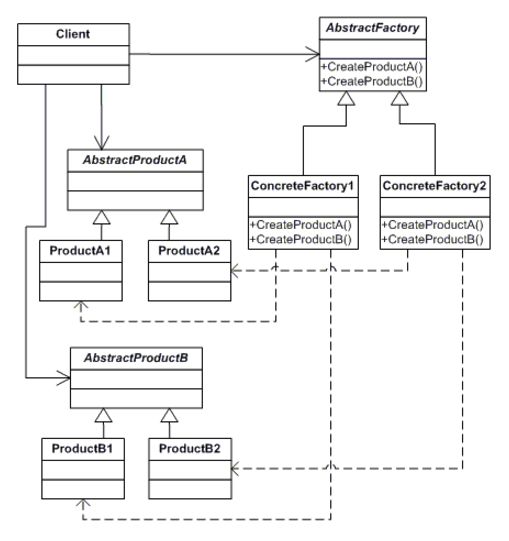 Client
AbstractFactory
+CreateProductA()
+CreateProductB()
AbstractProductA
ConcreteFactory1
+CreateProductA()
+CreateProductB()
ConcreteFactory2
+CreateProductA()
+CreateProductB()
ProductA1
ProductA2
AbstractProductB
ProductB1
ProductB2